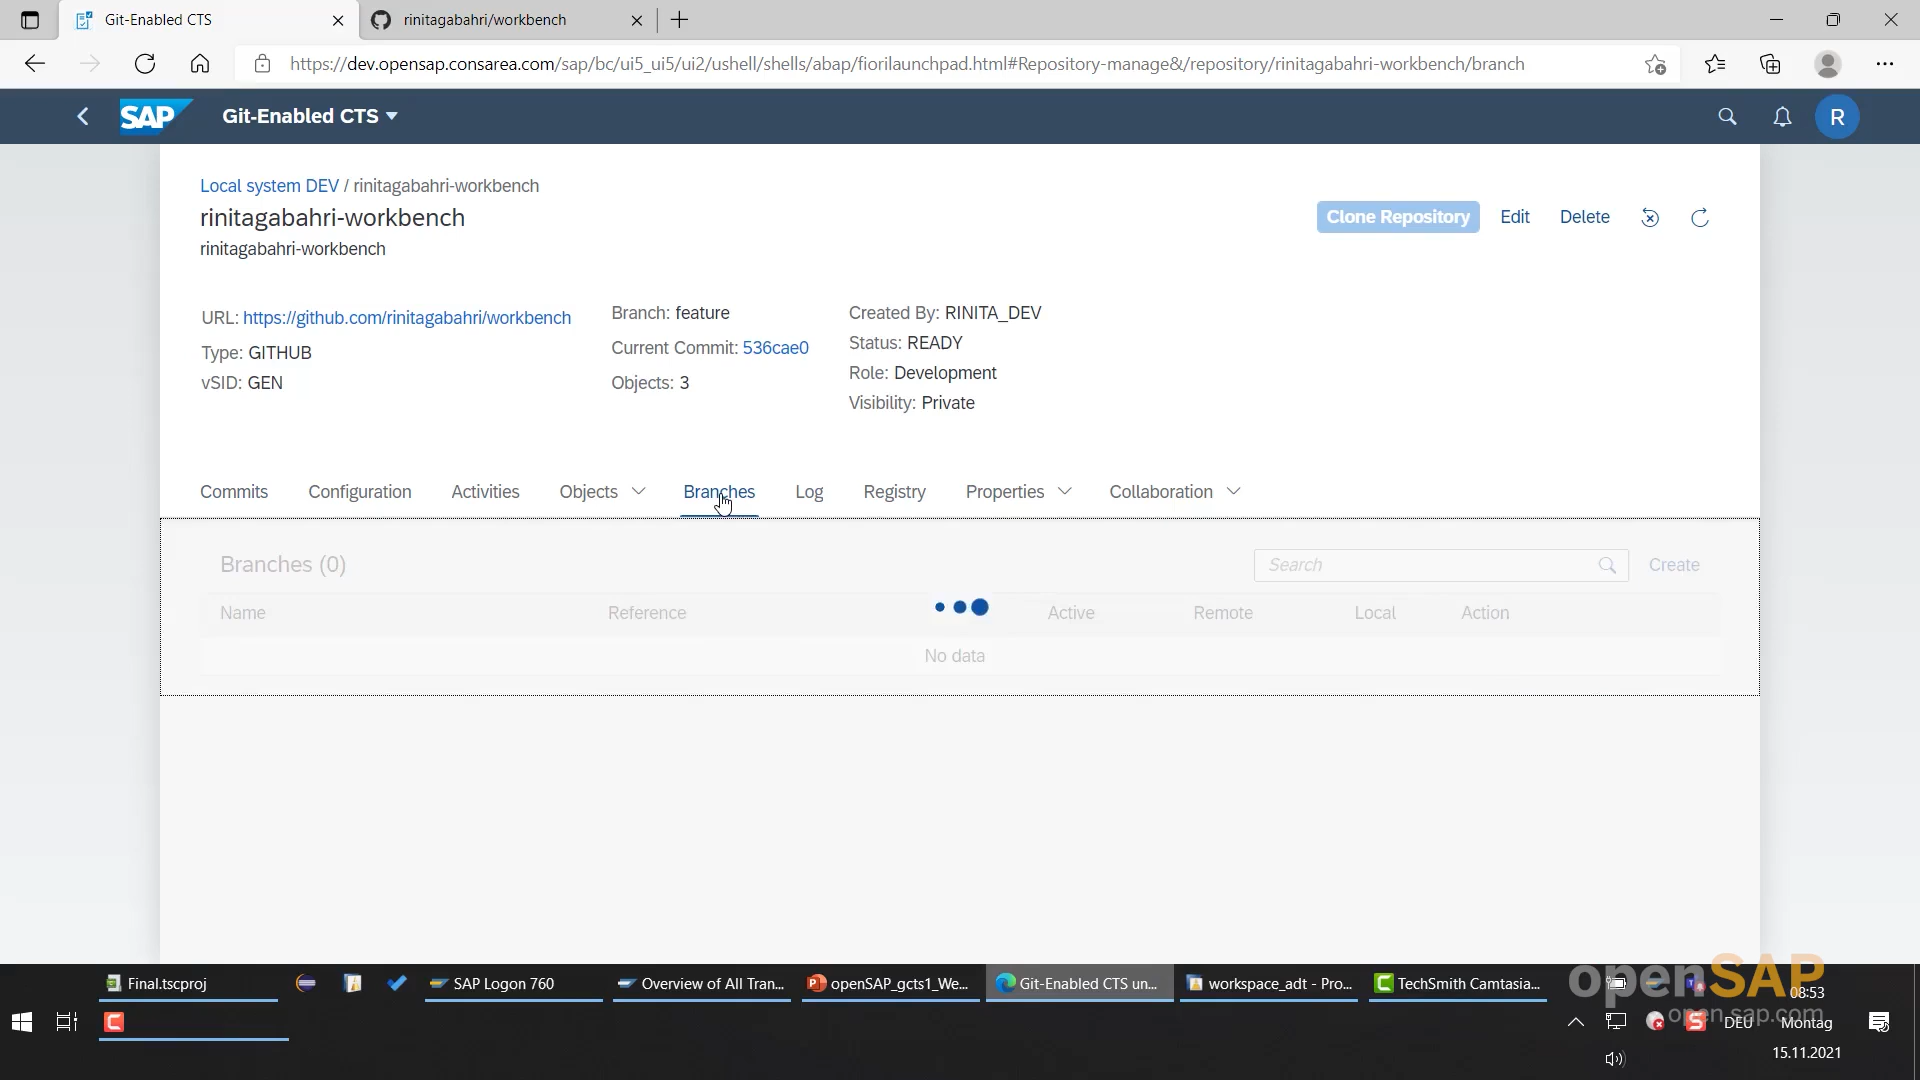 Git-Enabled CTS
rinitagabahri/workbench
https://dev.opensap.consarea.com/sap/bc/ui5_ui5/ui2/ushell/shells/abap/fiorilaunchpad.html#Repository-manage&/repository/rinitagabahri-workbench/branch
SAP Git-Enabled CTS
R
Local system DEV / rinitagabahri-workbench
rinitagabahri-workbench
Clone Repository Edit Delete
rinitagabahri-workbench
URL: https://github.com/rinitagabahri/workbench
Type: GITHUB
vSID: GEN
Branch: feature
Current Commit: 536cae0
Objects: 3
Created By: RINITA_DEV
Status: READY
Role: Development
Visibility: Private
Commits Configuration Activities Objects Branches Log Registry Properties Collaboration
Branches (0)
Search
Create
Name Reference Active Remote Local Action
No data
Final.tscproj
SAP Logon 760
Overview of All Tran...
openSAP_gcts1_We...
Git-Enabled CTS un...
workspace_adt - Pro...
TechSmith Camtasia...
openSAP
open.sap.com
08:53
DEU
Montag
15.11.2021